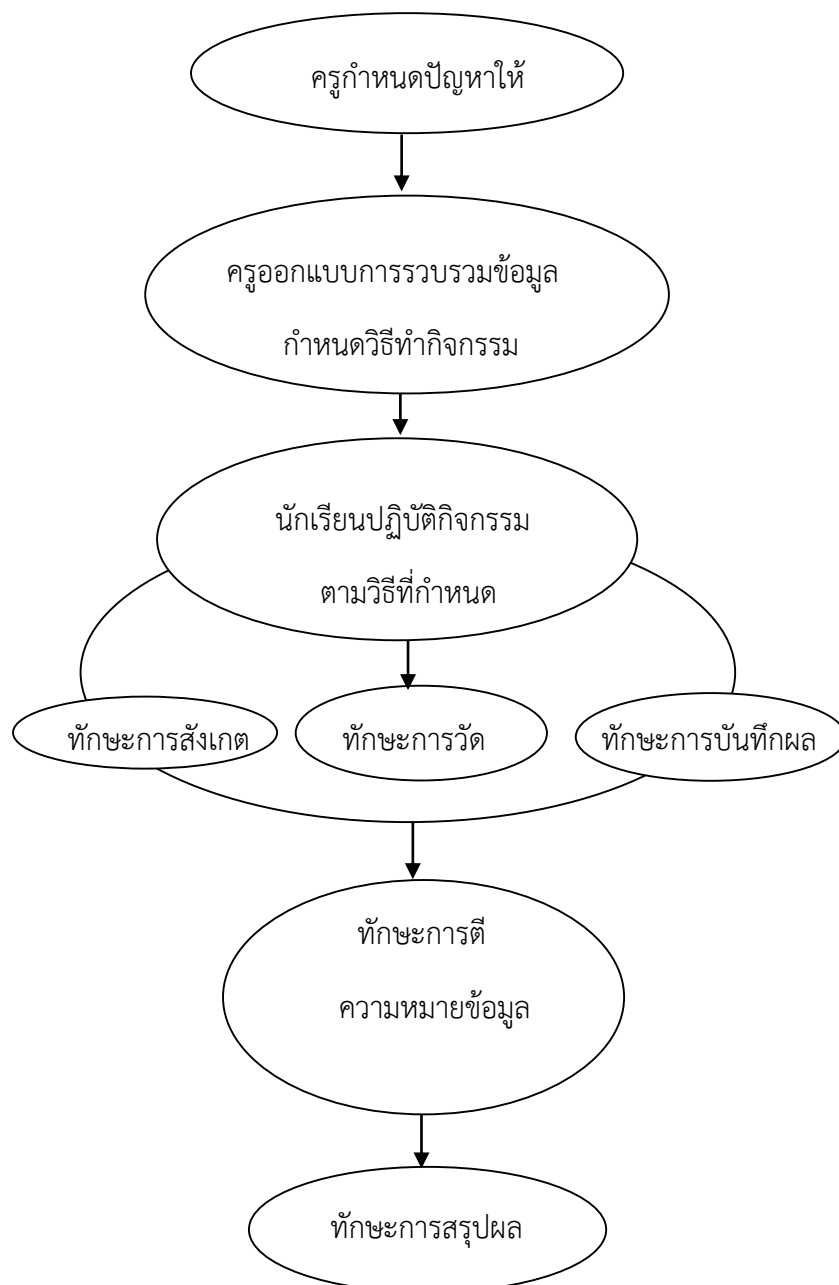 ครูกำหนดปัญหาให้
ครูออกแบบการรวบรวมข้อมูล
กำหนดวิธีทำกิจกรรม
นักเรียนปฏิบัติกิจกรรม
ตามวิธีที่กำหนด
ทักษะการสังเกต
ทักษะการวัด
ทักษะการบันทึกผล
ทักษะการตี
ความหมายข้อมูล
ทักษะการสรุปผล